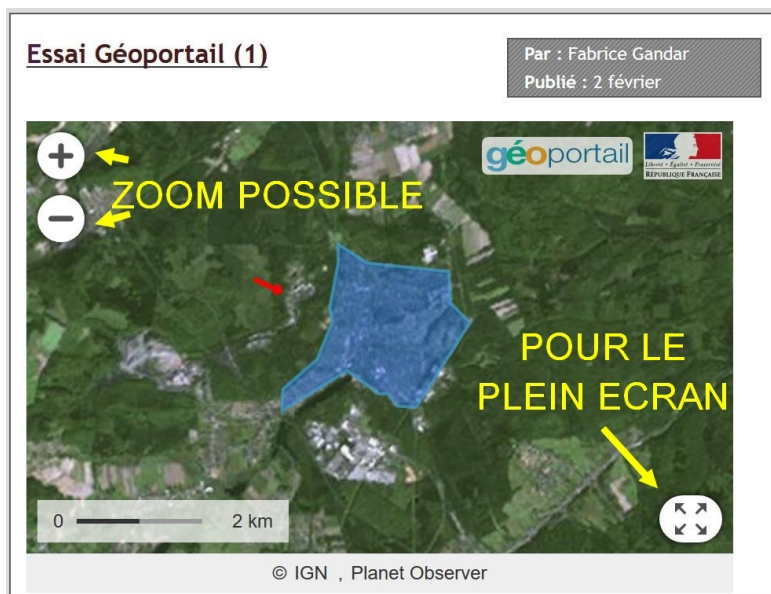 Essai Géoportail (1)
Par : Fabrice Gandar
Publié : 2 février
géoportail
Liberté • Égalité • Fraternité
RÉPUBLIQUE FRANÇAISE
ZOOM POSSIBLE
POUR LE
PLEIN ECRAN
0 2 km
© IGN , Planet Observer